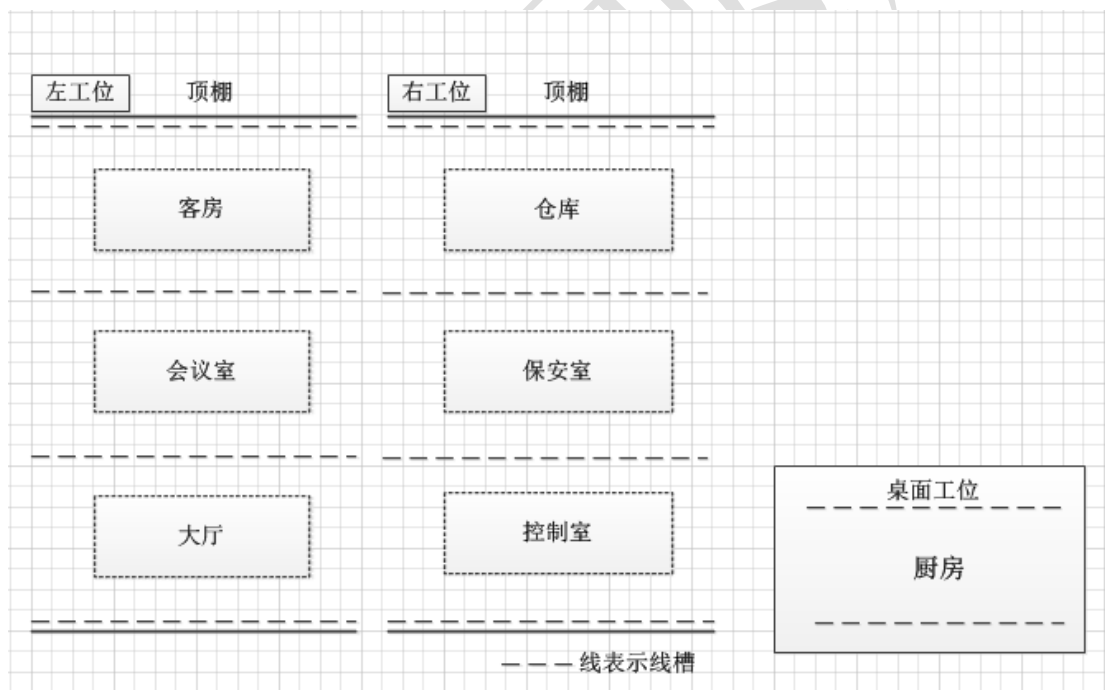 左工位 顶棚 右工位 顶棚
客房 仓库
会议室 保安室
桌面工位
大厅 控制室
厨房
线表示线槽